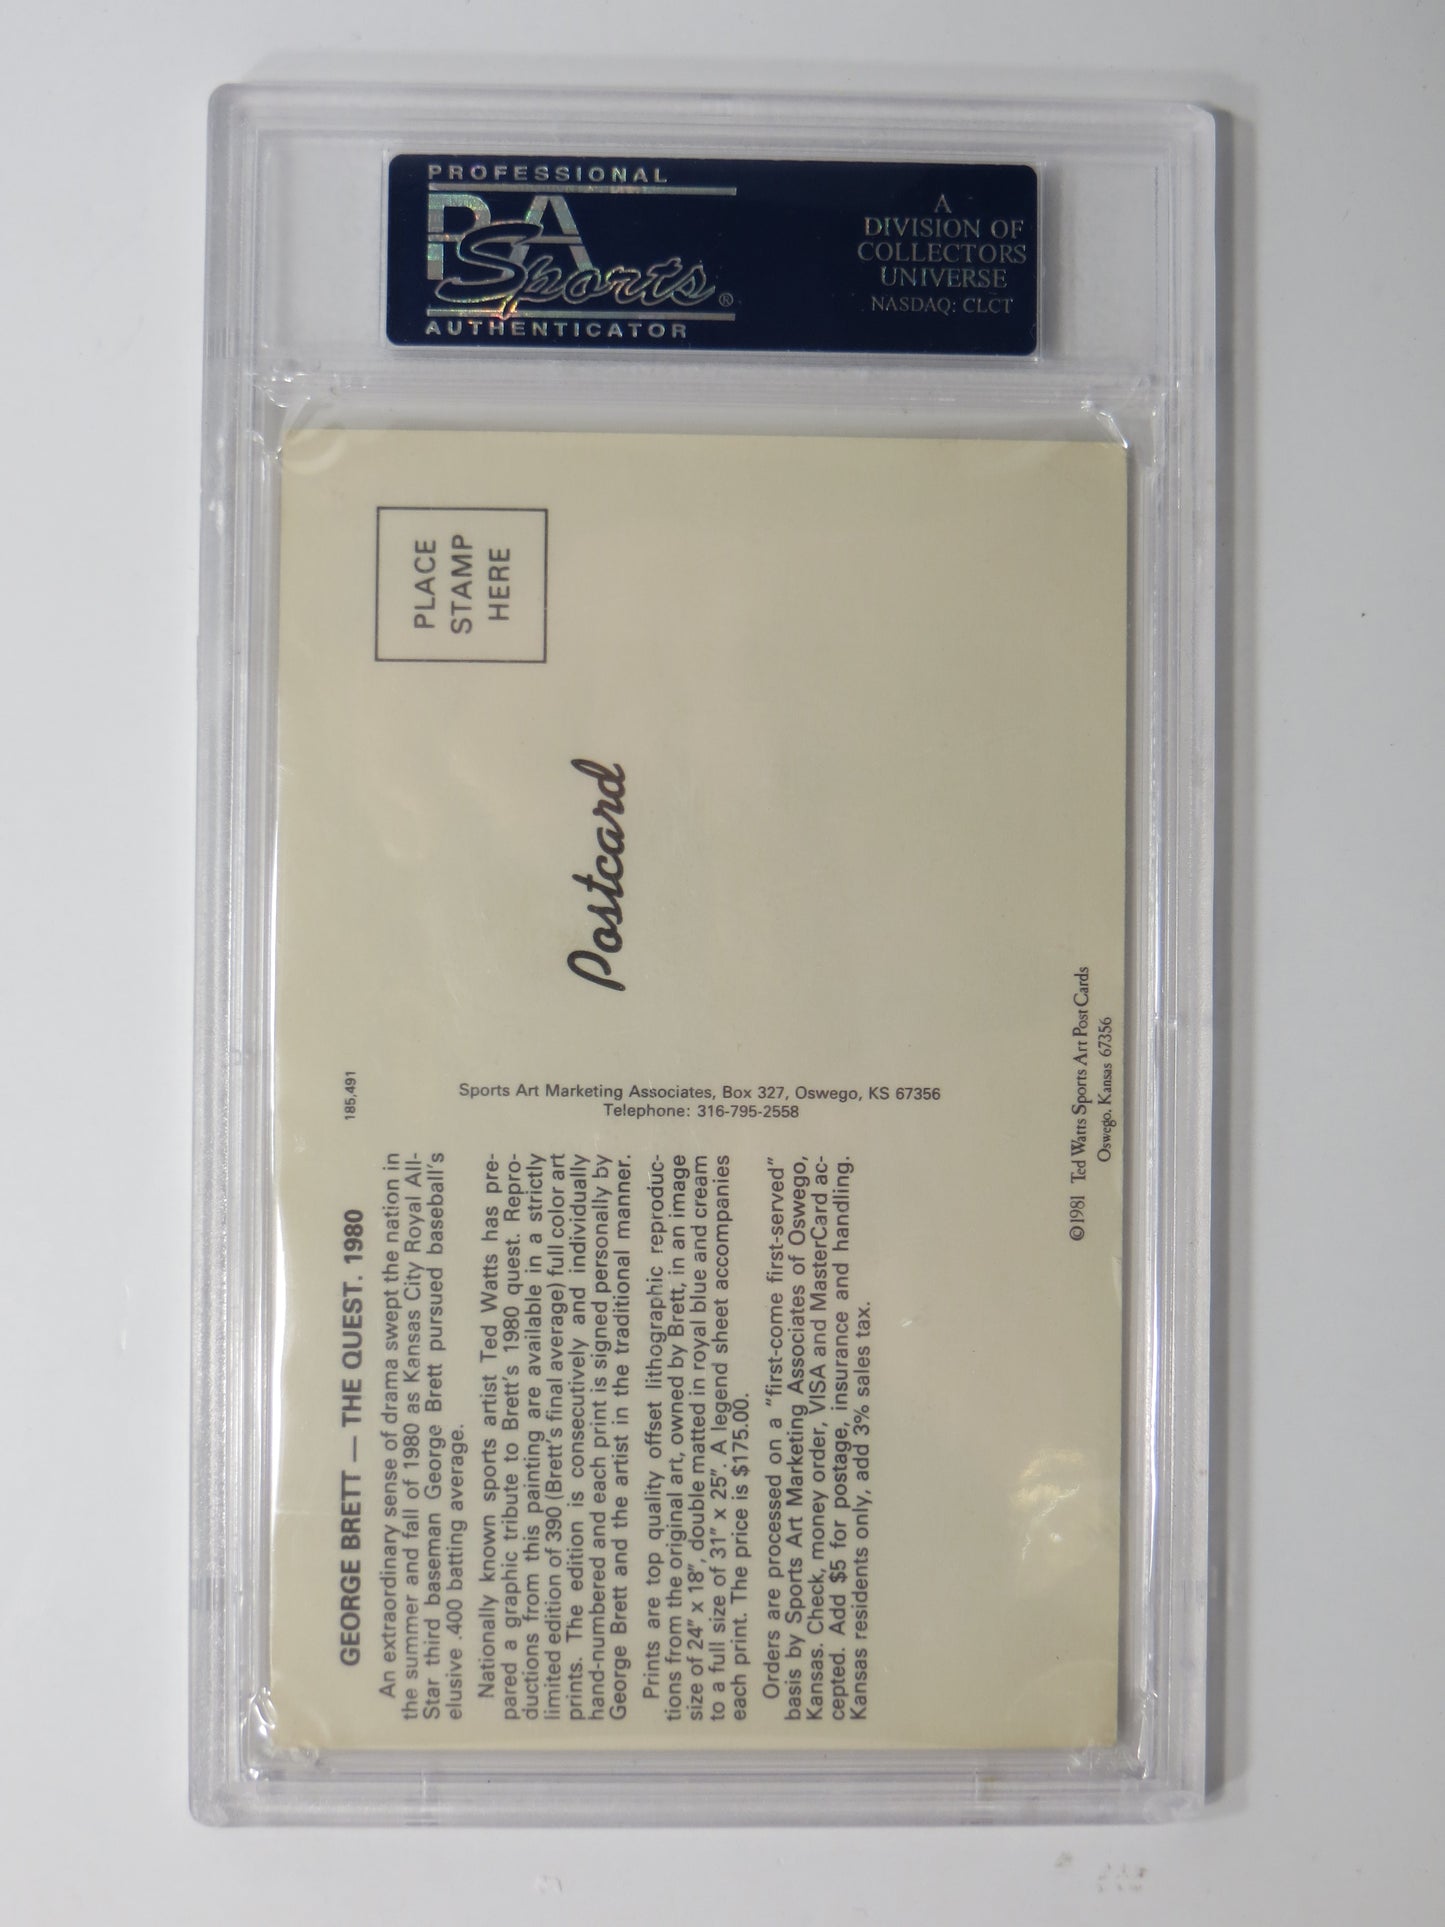 PROFESSIONAL
PSA
Sports®
AUTHENTICATOR
A
DIVISION OF
COLLECTORS
UNIVERSE
NASDAQ: CLCT
GEORGE BRETT — THE QUEST. 1980
An extraordinary sense of drama swept the nation in
the summer and fall of 1980 as Kansas City Royal All-
Star third baseman George Brett pursued baseball's
elusive .400 batting average.
Nationally known sports artist Ted Watts has pre-
pared a graphic tribute to Brett's 1980 quest. Repro-
ductions from this painting are available in a strictly
limited edition of 390 (Brett's final average) full color art
prints. The edition is consecutively and individually
hand-numbered and each print is signed personally by
George Brett and the artist in the traditional manner.
Prints are top quality offset lithographic reproduc-
tions from the original art, owned by Brett, in an image
size of 24" x 18", double matted in royal blue and cream
to a full size of 31" x 25". A legend sheet accompanies
each print. The price is $175.00.
Orders are processed on a "first-come first-served"
basis by Sports Art Marketing Associates of Oswego,
Kansas. Check, money order, VISA and MasterCard ac-
cepted. Add $5 for postage, insurance and handling.
Kansas residents only, add 3% sales tax.
185,491
Sports Art Marketing Associates, Box 327, Oswego, KS 67356
Telephone: 316-795-2558
Postcard
PLACE
STAMP
HERE
©1981 Ted Watts Sports Art Post Cards
Oswego, Kansas 67356